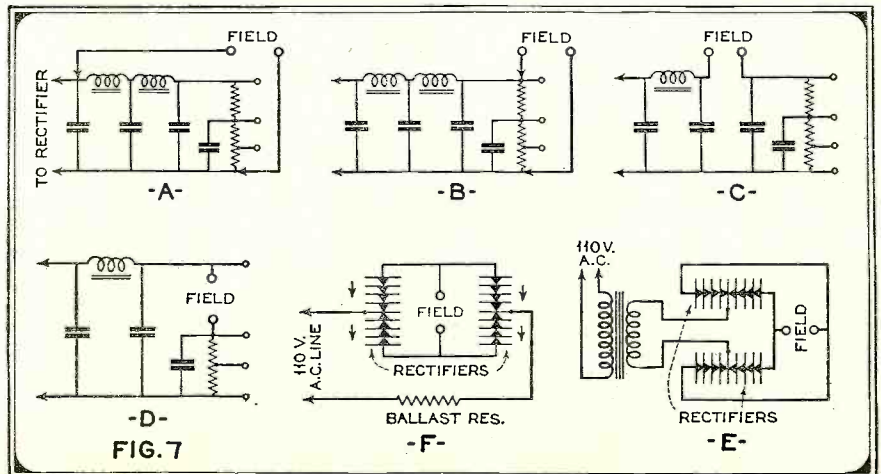 FIELD
TO RECTIFIER
-A-
FIELD
-B-
FIELD
-C-
FIELD
-D-
FIG. 7
110 V.
A.C. LINE
FIELD
RECTIFIERS
BALLAST RES.
-F-
110 V.
A.C.
FIELD
RECTIFIERS
-E-